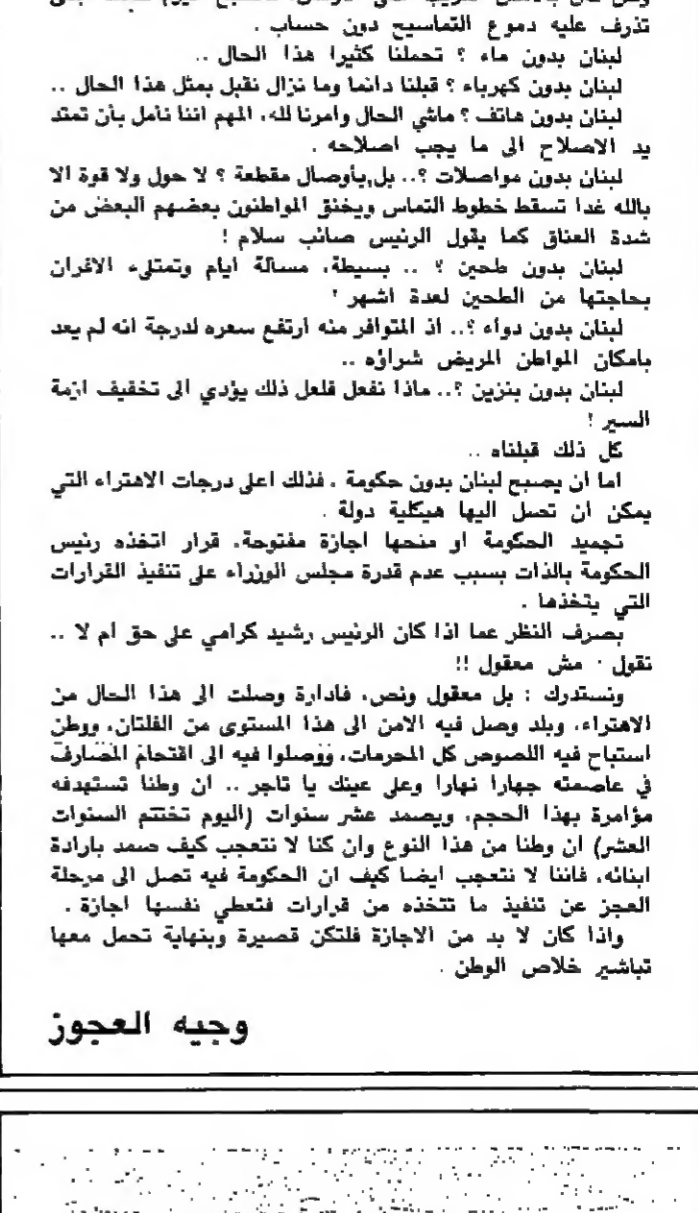 تذرف عليه دموع التماسيح دون حساب .
لبنان بدون ماء ؟ تحملنا كثيرا هذا الحال ..
لبنان بدون كهرباء ؟ قبلنا دائما وما نزال نقبل بمثل هذا الحال ..
لبنان بدون هاتف ؟ ماشي الحال وامرنا لله، المهم اننا نامل بأن تمتد
يد الاصلاح الى ما يجب اصلاحه .
لبنان بدون مواصلات ؟.. بل بأوصال مقطعة ؟ لا حول ولا قوة الا
بالله غدا تسقط خطوط التماس ويخنق المواطنون بعضهم البعض من
شدة العناق كما يقول الرئيس صائب سلام !
لبنان بدون طحين ؟ .. بسيطة، مسألة ايام وتمتلىء الافران
بحاجتها من الطحين لعدة اشهر !
لبنان بدون دواء ؟.. اذ المتوافر منه ارتفع سعره لدرجة انه لم يعد
بامكان المواطن المريض شراؤه ..
لبنان بدون بنزين ؟.. ماذا نفعل فلعل ذلك يؤدي الى تخفيف ازمة
السير !
كل ذلك قبلناه ..
اما ان يصبح لبنان بدون حكومة ، فذلك اعلى درجات الاهتراء التي
يمكن ان تصل اليها هيكلية دولة .
تجميد الحكومة او منحها اجازة مفتوحة، قرار اتخذه رئيس
الحكومة بالذات بسبب عدم قدرة مجلس الوزراء على تنفيذ القرارات
التي يتخذها .
بصرف النظر عما اذا كان الرئيس رشيد كرامي على حق ام لا ..
نقول : مش معقول !!
ونستدرك : بل معقول ونص، فادارة وصلت الى هذا الحال من
الاهتراء، وبلد وصل فيه الامن الى هذا المستوى من الفلتان، ووطن
استباح فيه اللصوص كل المحرمات، ووصلوا فيه الى اقتحام المصارف
في عاصمته جهارا نهارا وعلى عينك يا تاجر .. ان وطنا تستهدفه
مؤامرة بهذا الحجم، ويصمد عشر سنوات (اليوم تختتم السنوات
العشر) ان وطنا من هذا النوع وان كنا لا نتعجب كيف صمد بارادة
ابنائه، فاننا لا نتعجب ايضا كيف ان الحكومة فيه تصل الى مرحلة
العجز عن تنفيذ ما تتخذه من قرارات فتعطي نفسها اجازة .
واذا كان لا بد من الاجازة فلتكن قصيرة وبنهاية تحمل معها
تباشير خلاص الوطن .
وجيه العجوز